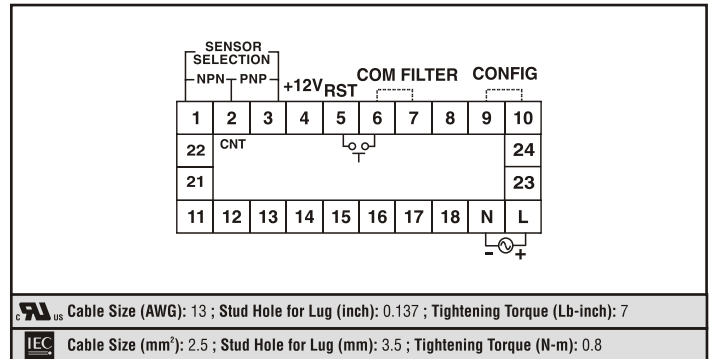 SENSOR
SELECTION
NPN PNP +12V RST COM FILTER CONFIG
1 2 3 4 5 6 7 8 9 10
22 CNT 24
21 23
11 12 13 14 15 16 17 18 N L
- +
c UR us Cable Size (AWG): 13 ; Stud Hole for Lug (inch): 0.137 ; Tightening Torque (Lb-inch): 7
IEC Cable Size (mm²): 2.5 ; Stud Hole for Lug (mm): 3.5 ; Tightening Torque (N-m): 0.8